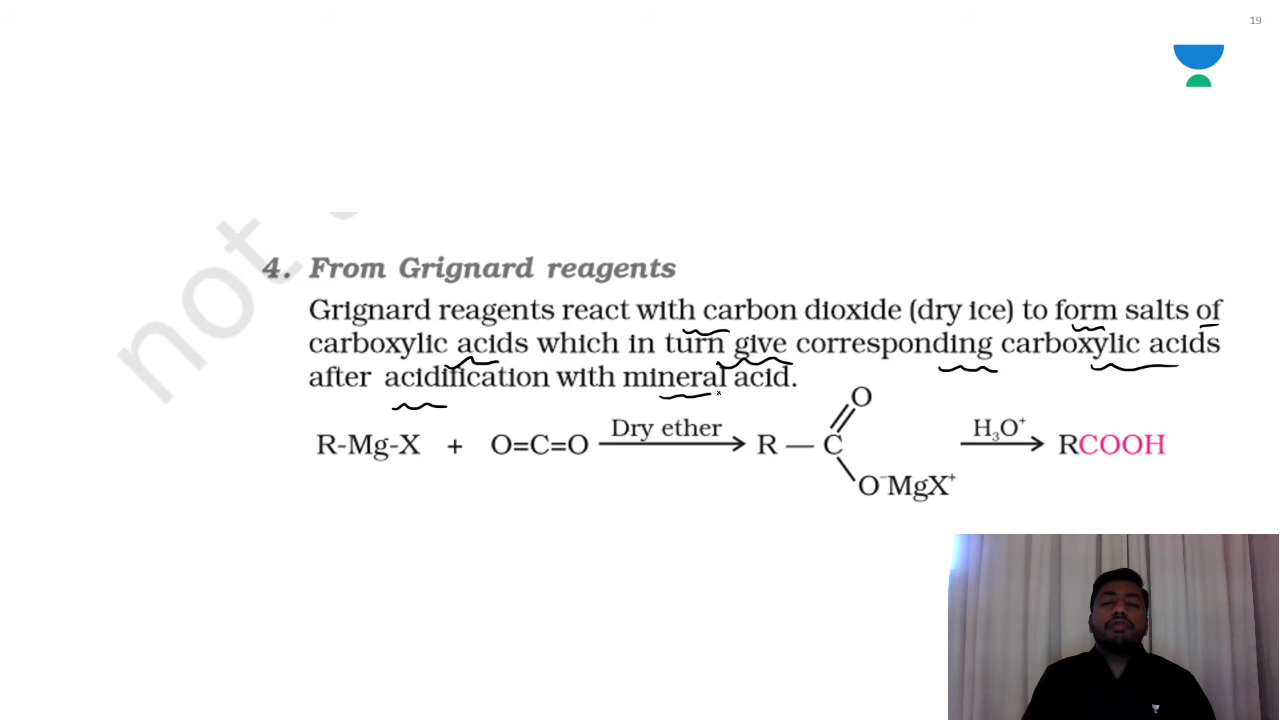 19
not
4. From Grignard reagents
Grignard reagents react with carbon dioxide (dry ice) to form salts of
carboxylic acids which in turn give corresponding carboxylic acids
after acidification with mineral acid.
R-Mg-X + O=C=O Dry ether R — C O O⁻MgX⁺ H₃O⁺ RCOOH